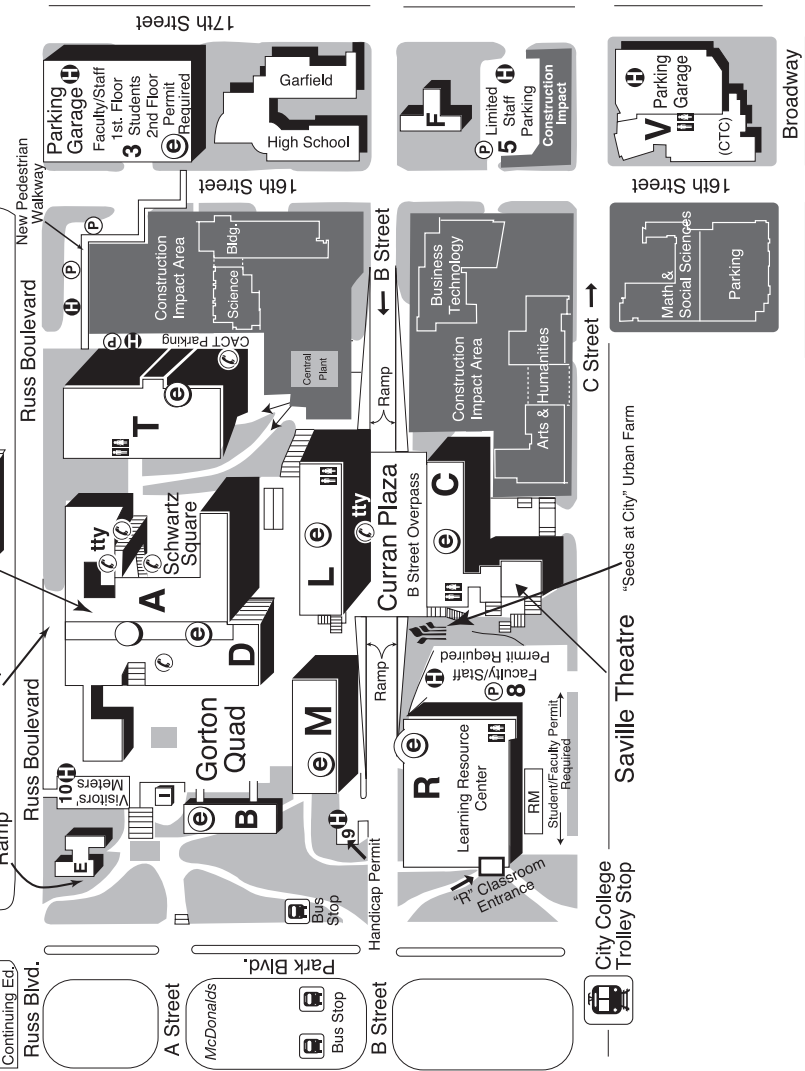 17th Street
Parking
Garage H
Faculty/Staff
1st. Floor
3 Students
2nd Floor
e Permit
Required
Garfield
High School
F
P Limited H
5 Staff
Parking
Construction
Impact
H
V Parking
Garage
(CTC)
Broadway
New Pedestrian
Walkway
16th Street
16th Street
P
P
H
Russ Boulevard
Construction
Impact Area
Science
Bldg.
B Street
Business
Technology
Construction
Impact Area
Arts & Humanities
C Street
Math &
Social Sciences
Parking
CACT Parking
P H
Central
Plant
Ramp
T
e
tty
Schwartz
Square
A
e
D
L e
tty
Curran Plaza
B Street Overpass
C
e
"Seeds at City" Urban Farm
Ramp
Faculty/Staff
Permit Required
H
P 8
Saville Theatre
Russ Boulevard
10 H
Visitors'
Meters
Gorton
Quad
I
e
B
e M
H
19
Handicap Permit
R
e
Learning Resource
Center
RM
Student/Faculty Permit
Required
"R" Classroom
Entrance
Ramp
E
Bus
Stop
Park Blvd.
Continuing Ed.
Russ Blvd.
A Street
McDonalds
Bus Stop
B Street
City College
Trolley Stop